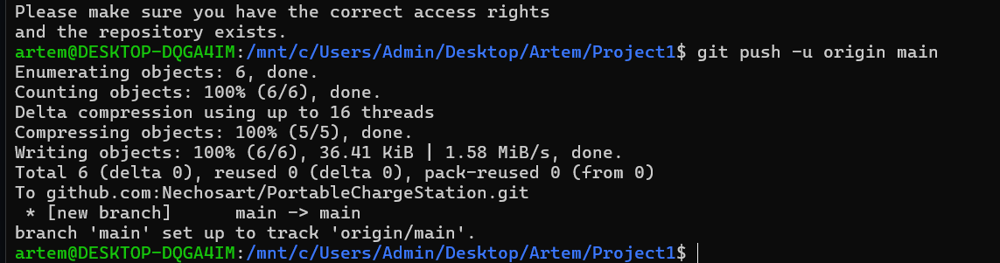 Please make sure you have the correct access rights
and the repository exists.
artem@DESKTOP-DQGA4IM:/mnt/c/Users/Admin/Desktop/Artem/Project1$ git push -u origin main
Enumerating objects: 6, done.
Counting objects: 100% (6/6), done.
Delta compression using up to 16 threads
Compressing objects: 100% (5/5), done.
Writing objects: 100% (6/6), 36.41 KiB | 1.58 MiB/s, done.
Total 6 (delta 0), reused 0 (delta 0), pack-reused 0 (from 0)
To github.com:Nechosart/PortableChargeStation.git
 * [new branch]      main -> main
branch 'main' set up to track 'origin/main'.
artem@DESKTOP-DQGA4IM:/mnt/c/Users/Admin/Desktop/Artem/Project1$